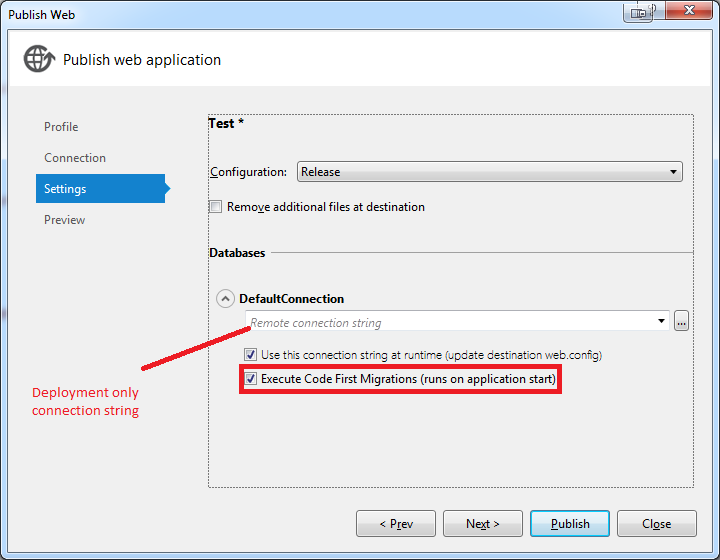 Publish Web
Publish web application
Profile
Connection
Settings
Preview
Test *
Configuration:
Release
Remove additional files at destination
Databases
DefaultConnection
Remote connection string
...
Use this connection string at runtime (update destination web.config)
Execute Code First Migrations (runs on application start)
Deployment only
connection string
< Prev
Next >
Publish
Close